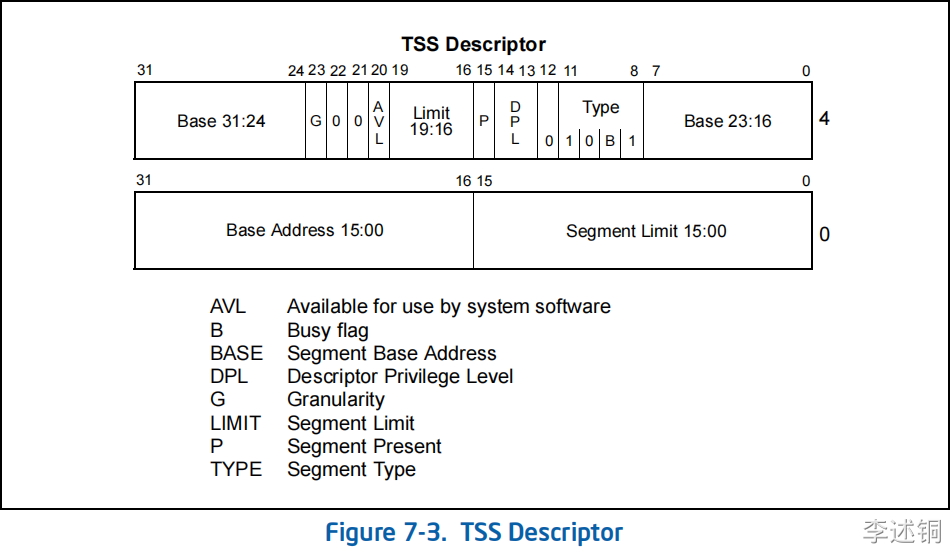 TSS Descriptor
31 24 23 22 21 20 19 16 15 14 13 12 11 8 7 0
Base 31:24 G 0 0 A V L Limit 19:16 P D P L 0 Type 1 0 B 1 Base 23:16 4
31 16 15 0
Base Address 15:00 Segment Limit 15:00 0
AVL Available for use by system software
B Busy flag
BASE Segment Base Address
DPL Descriptor Privilege Level
G Granularity
LIMIT Segment Limit
P Segment Present
TYPE Segment Type
Figure 7-3. TSS Descriptor
李述铜